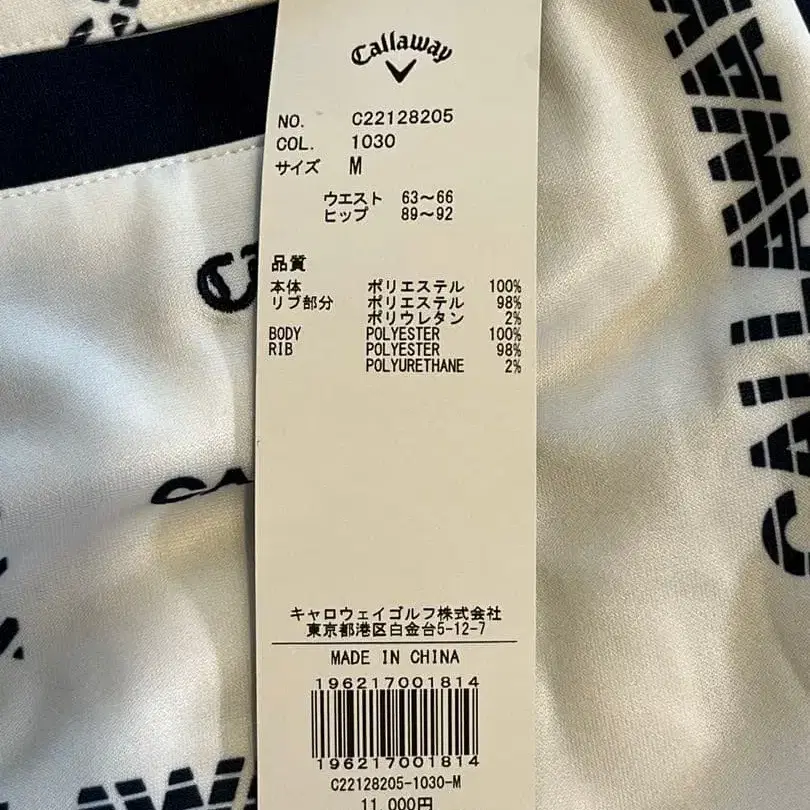 Callaway
NO. C22128205
COL. 1030
サイズ M
ウエスト 63～66
ヒップ 89～92
品質
本体 ポリエステル 100%
リブ部分 ポリエステル 98%
ポリウレタン 2%
BODY POLYESTER 100%
RIB POLYESTER 98%
POLYURETHANE 2%
キャロウェイゴルフ株式会社
東京都港区白金台5-12-7
MADE IN CHINA
196217001814
196217001814
C22128205-1030-M
11,000円
CALLAWAY